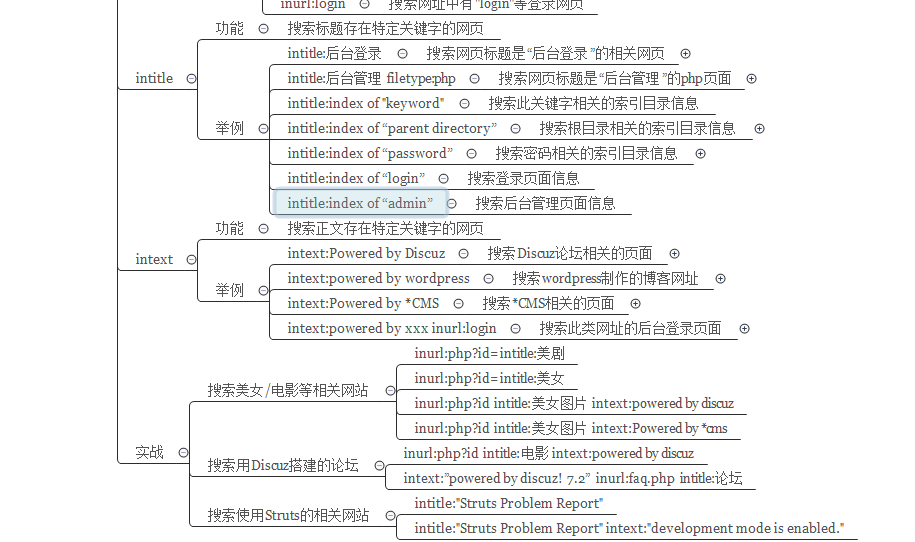 inurl:login 搜索网址中有"login"等登录网页
功能 搜索标题存在特定关键字的网页
intitle:后台登录 搜索网页标题是“后台登录”的相关网页
intitle
intitle:后台管理 filetype:php 搜索网页标题是“后台管理”的php页面
intitle:index of "keyword" 搜索此关键字相关的索引目录信息
举例
intitle:index of “parent directory” 搜索根目录相关的索引目录信息
intitle:index of “password” 搜索密码相关的索引目录信息
intitle:index of “login” 搜索登录页面信息
intitle:index of “admin” 搜索后台管理页面信息
功能 搜索正文存在特定关键字的网页
intext
intext:Powered by Discuz 搜索Discuz论坛相关的页面
intext:powered by wordpress 搜索wordpress制作的博客网址
举例
intext:Powered by *CMS 搜索*CMS相关的页面
intext:powered by xxx inurl:login 搜索此类网址的后台登录页面
inurl:php?id= intitle:美剧
搜索美女/电影等相关网站
inurl:php?id=intitle:美女
inurl:php?id intitle:美女图片 intext:powered by discuz
inurl:php?id intitle:美女图片 intext:Powered by *cms
实战
inurl:php?id intitle:电影 intext:powered by discuz
搜索用Discuz搭建的论坛
intext:”powered by discuz! 7.2” inurl:faq.php intitle:论坛
intitle:"Struts Problem Report"
搜索使用Struts的相关网站
intitle:"Struts Problem Report" intext:"development mode is enabled."